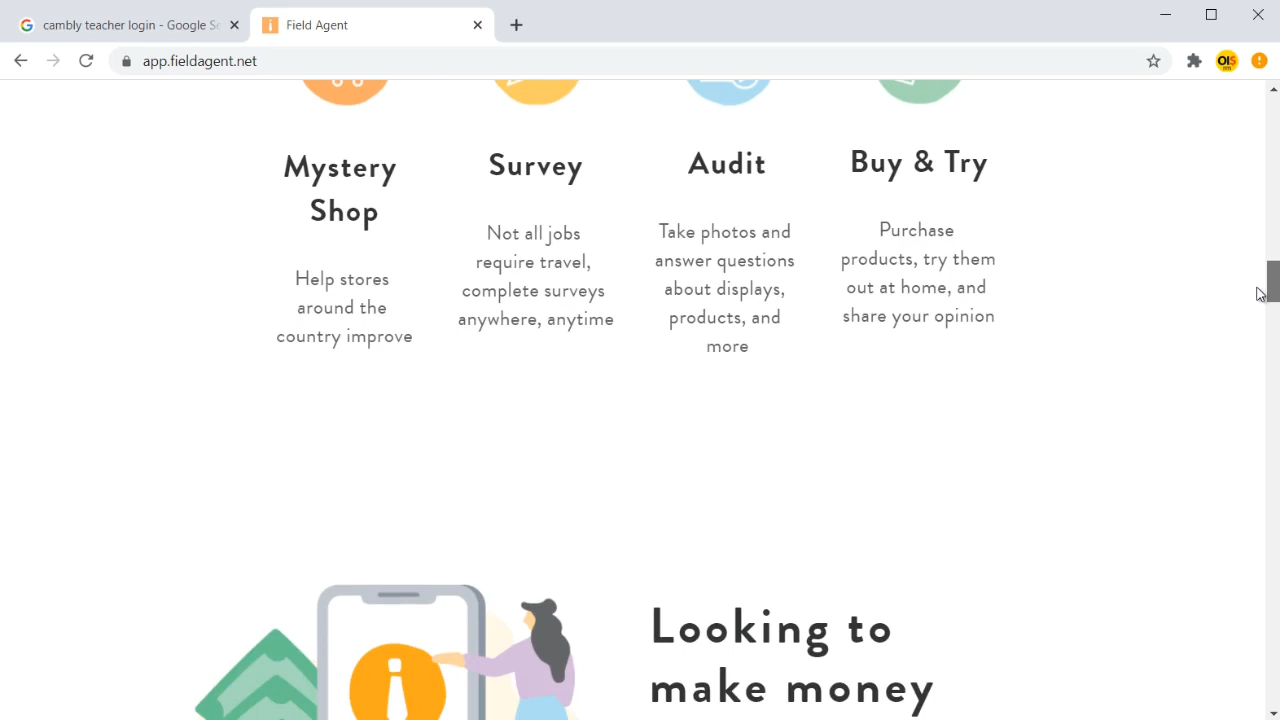 cambly teacher login - Google Se
Field Agent
app.fieldagent.net
OIS
Mystery
Shop
Help stores
around the
country improve
Survey
Not all jobs
require travel,
complete surveys
anywhere, anytime
Audit
Take photos and
answer questions
about displays,
products, and
more
Buy & Try
Purchase
products, try them
out at home, and
share your opinion
Looking to
make money